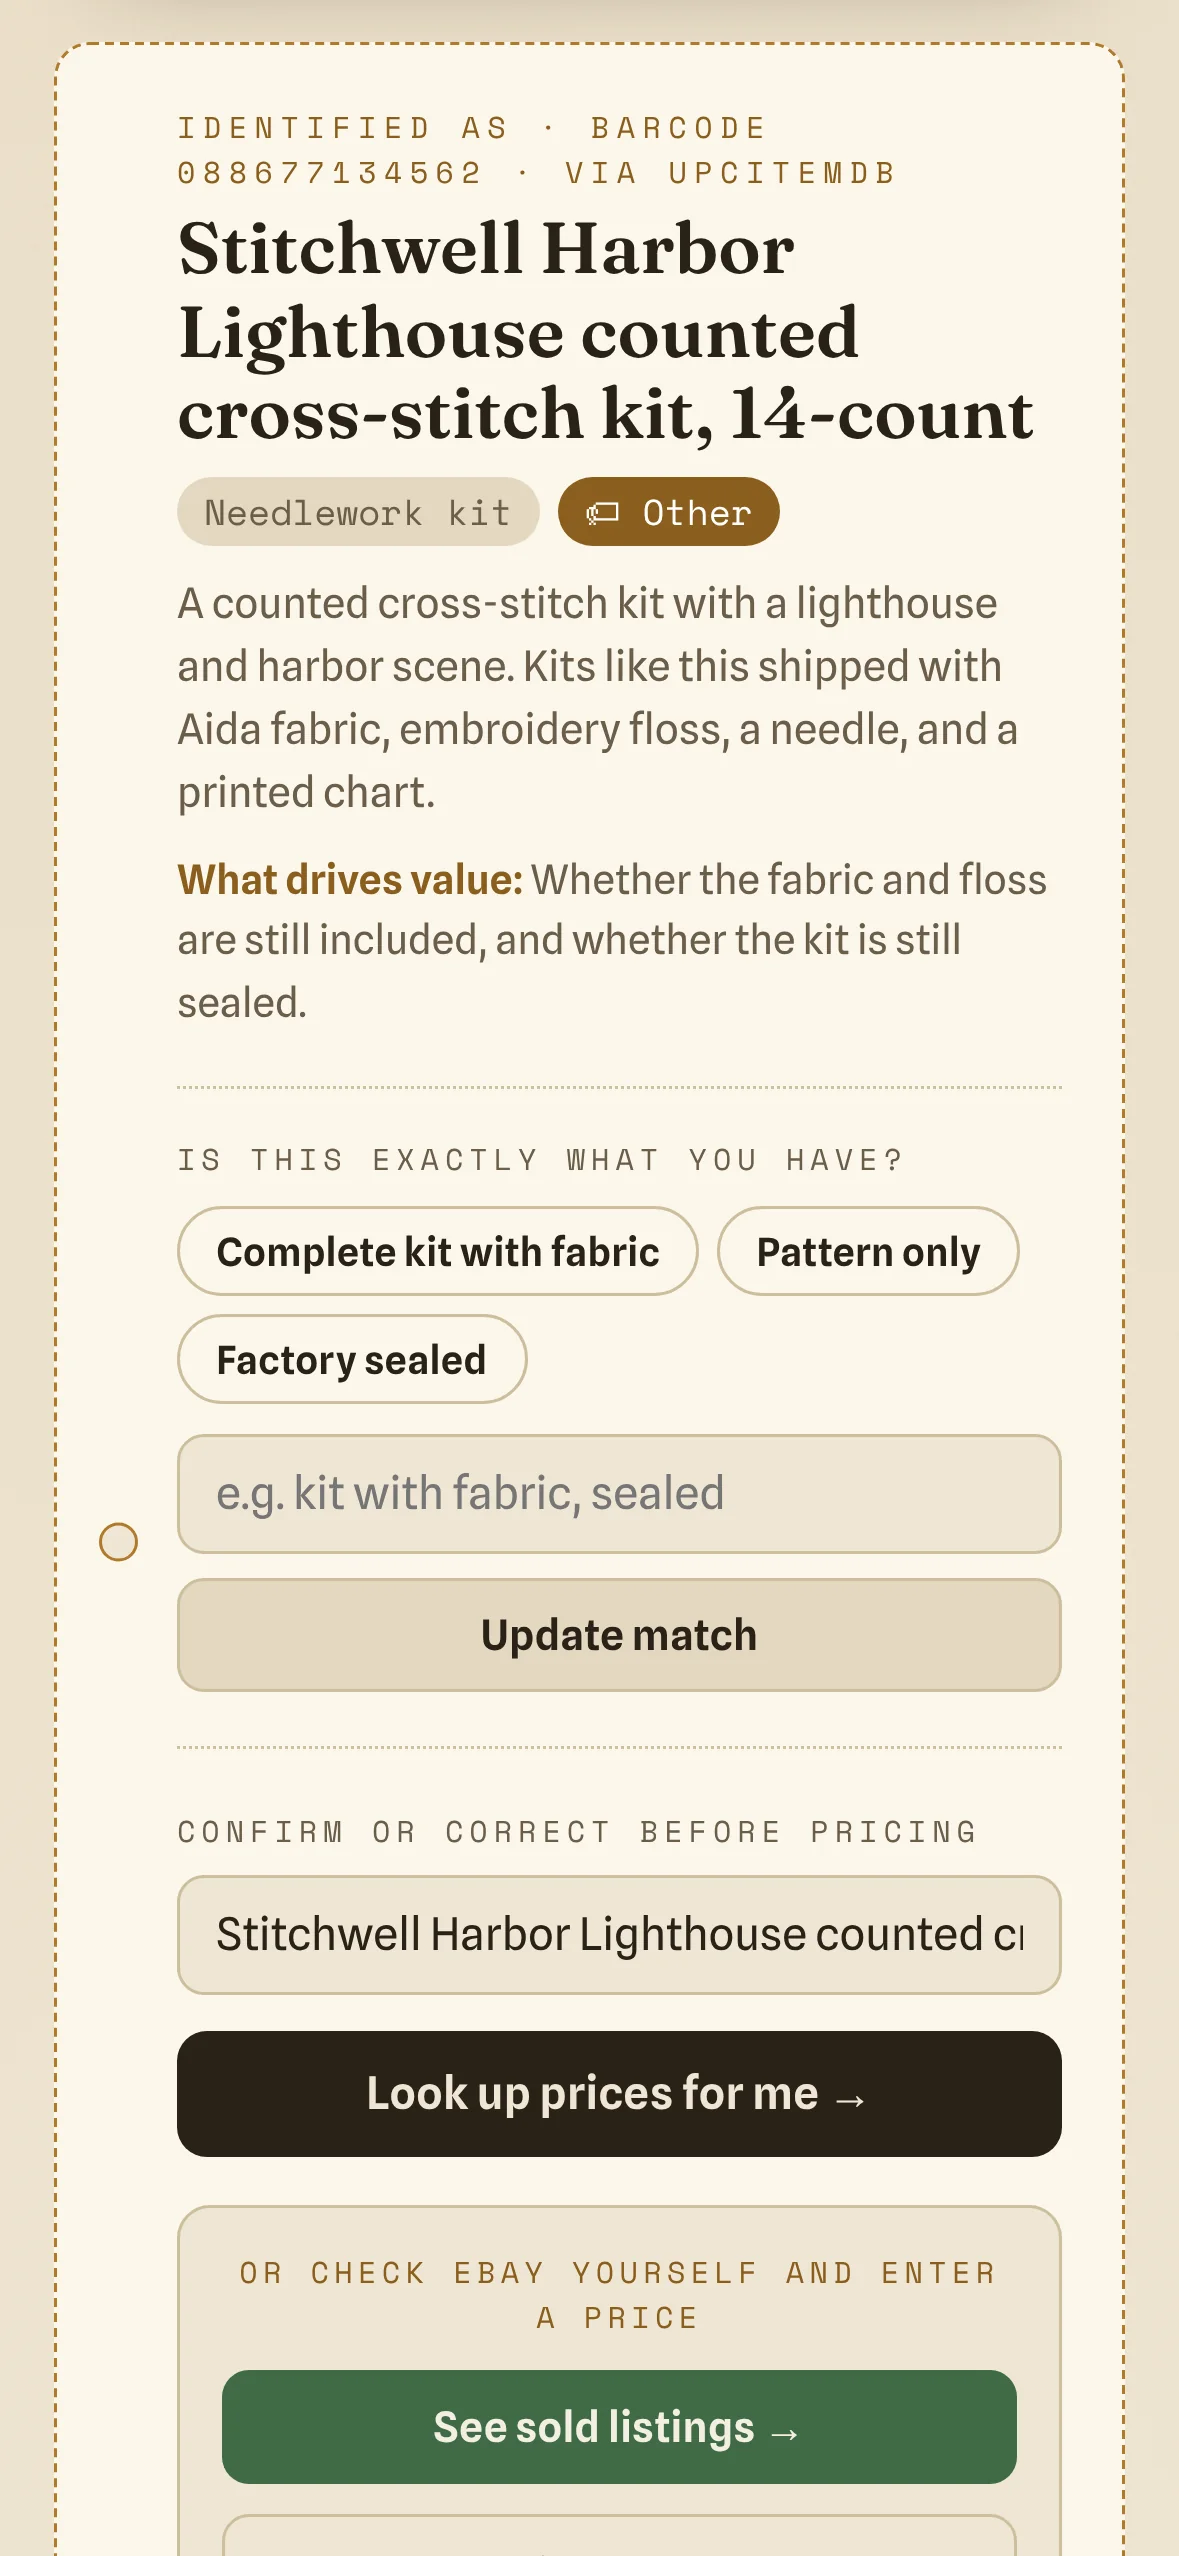 IDENTIFIED AS · BARCODE
088677134562 · VIA UPCITEMDB
Stitchwell Harbor
Lighthouse counted
cross-stitch kit, 14-count
Needlework kit
🏷 Other
A counted cross-stitch kit with a lighthouse
and harbor scene. Kits like this shipped with
Aida fabric, embroidery floss, a needle, and a
printed chart.
What drives value: Whether the fabric and floss
are still included, and whether the kit is still
sealed.
IS THIS EXACTLY WHAT YOU HAVE?
Complete kit with fabric
Pattern only
Factory sealed
e.g. kit with fabric, sealed
Update match
CONFIRM OR CORRECT BEFORE PRICING
Stitchwell Harbor Lighthouse counted
Look up prices for me →
OR CHECK EBAY YOURSELF AND ENTER
A PRICE
See sold listings →